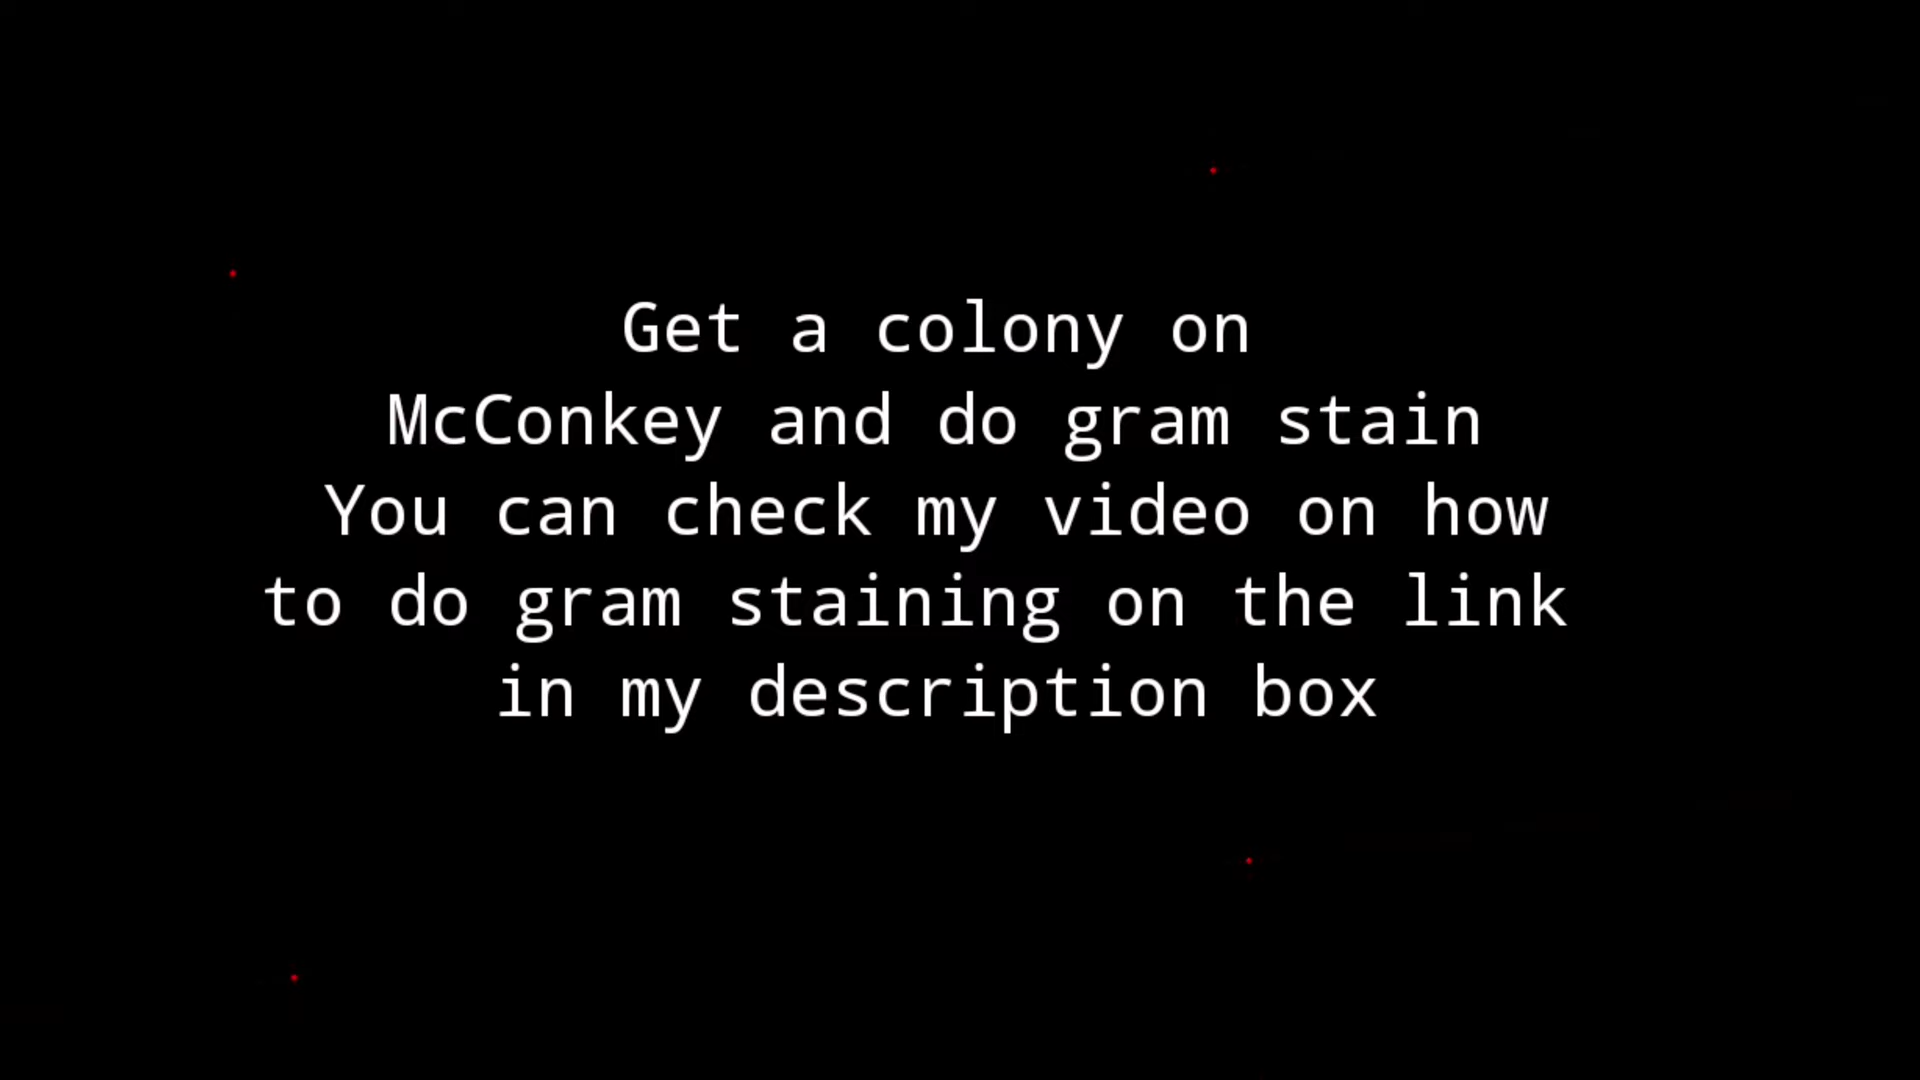 Get a colony on
McConkey and do gram stain
You can check my video on how
to do gram staining on the link
in my description box